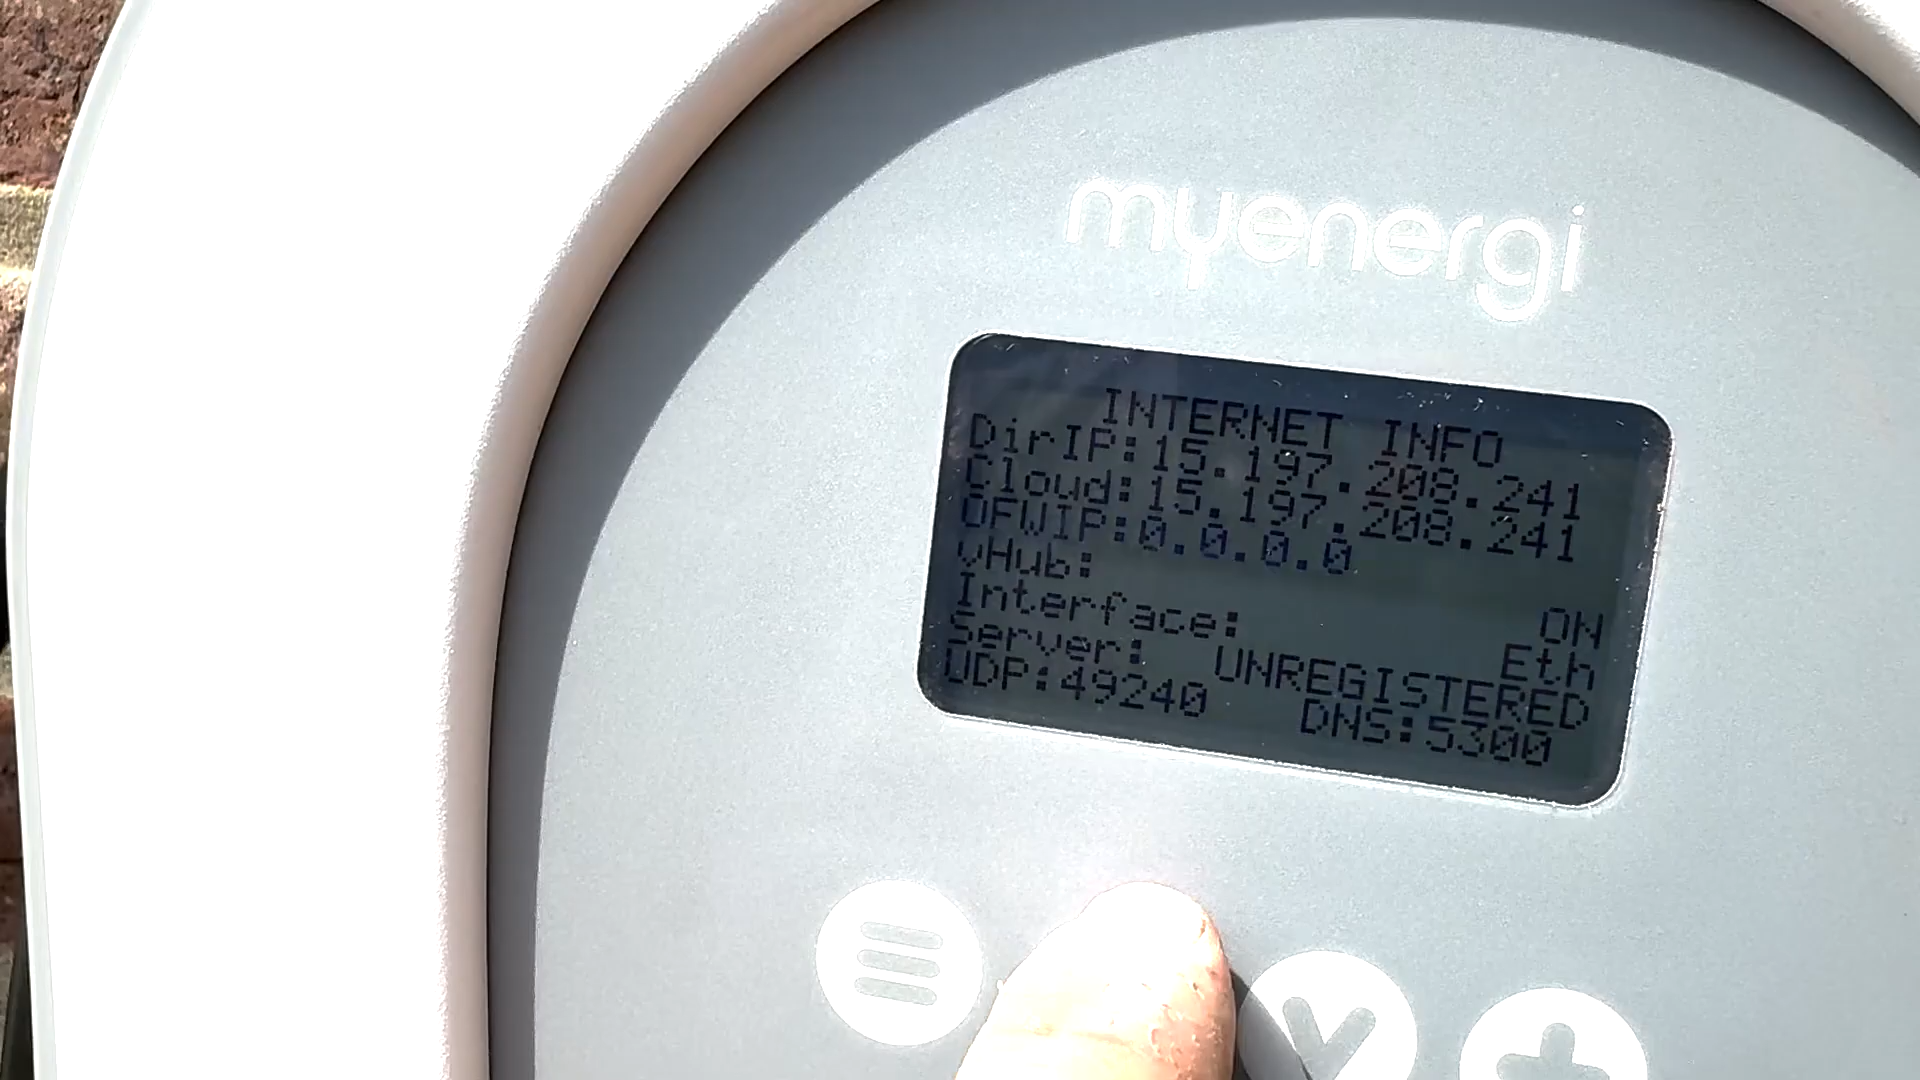 myenergi
INTERNET INFO
DirIP:15.197.208.241
Cloud:15.197.208.241
OFWIP:0.0.0.0
vHub: ON
Interface: Eth
Server: UNREGISTERED
UDP:49240 DNS:5300